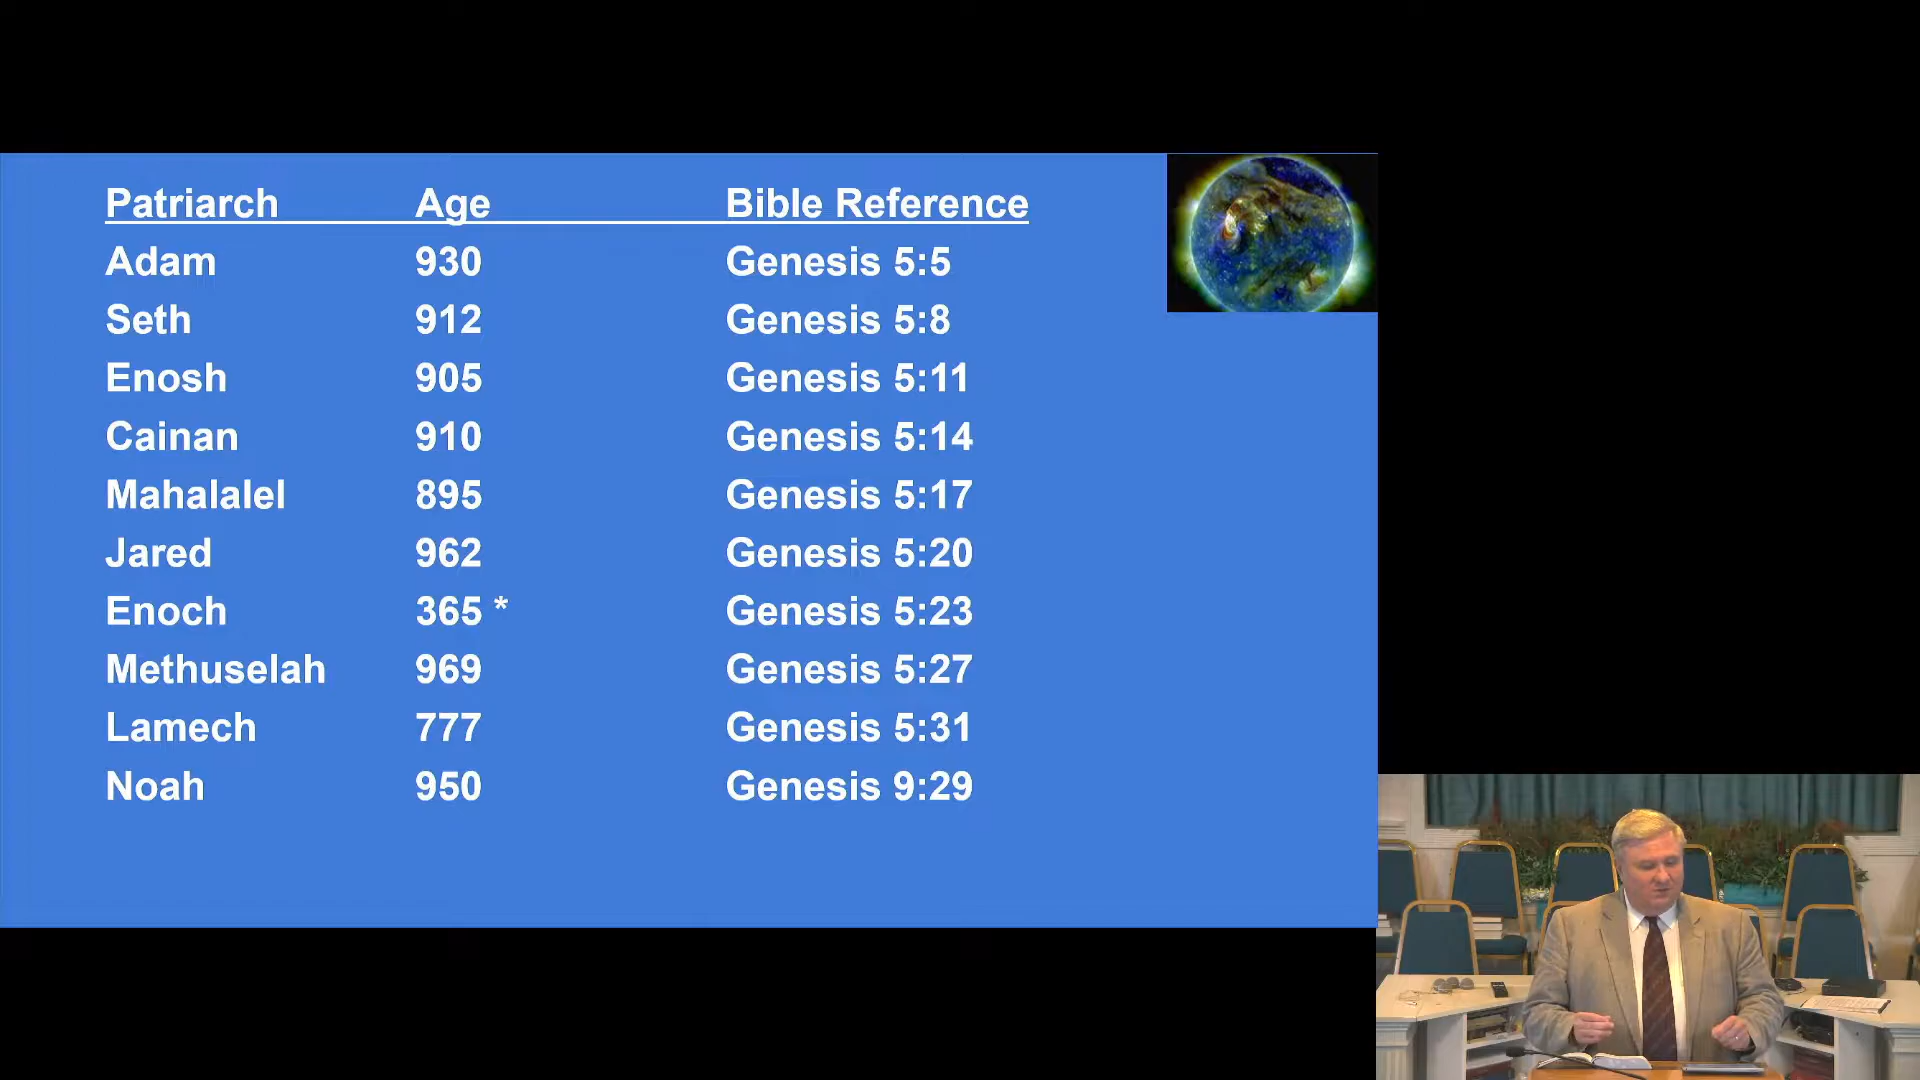 Patriarch Age Bible Reference
Adam 930 Genesis 5:5
Seth 912 Genesis 5:8
Enosh 905 Genesis 5:11
Cainan 910 Genesis 5:14
Mahalalel 895 Genesis 5:17
Jared 962 Genesis 5:20
Enoch 365 * Genesis 5:23
Methuselah 969 Genesis 5:27
Lamech 777 Genesis 5:31
Noah 950 Genesis 9:29